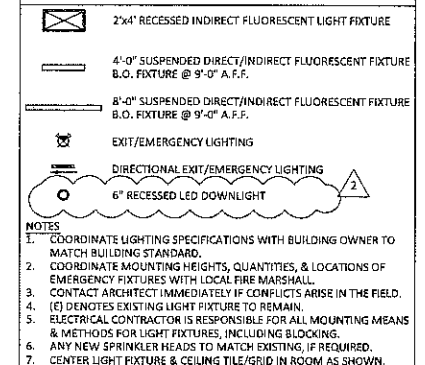 2'x4' RECESSED INDIRECT FLUORESCENT LIGHT FIXTURE
4'-0" SUSPENDED DIRECT/INDIRECT FLUORESCENT FIXTURE
B.O. FIXTURE @ 9'-0" A.F.F.
8'-0" SUSPENDED DIRECT/INDIRECT FLUORESCENT FIXTURE
B.O. FIXTURE @ 9'-0" A.F.F.
EXIT/EMERGENCY LIGHTING
DIRECTIONAL EXIT/EMERGENCY LIGHTING
6" RECESSED LED DOWNLIGHT
2
NOTES
1. COORDINATE LIGHTING SPECIFICATIONS WITH BUILDING OWNER TO
MATCH BUILDING STANDARD.
2. COORDINATE MOUNTING HEIGHTS, QUANTITIES, & LOCATIONS OF
EMERGENCY FIXTURES WITH LOCAL FIRE MARSHALL.
3. CONTACT ARCHITECT IMMEDIATELY IF CONFLICTS ARISE IN THE FIELD.
4. (E) DENOTES EXISTING LIGHT FIXTURE TO REMAIN.
5. ELECTRICAL CONTRACTOR IS RESPONSIBLE FOR ALL MOUNTING MEANS
& METHODS FOR LIGHT FIXTURES, INCLUDING BLOCKING.
6. ANY NEW SPRINKLER HEADS TO MATCH EXISTING, IF REQUIRED.
7. CENTER LIGHT FIXTURE & CEILING TILE/GRID IN ROOM AS SHOWN.